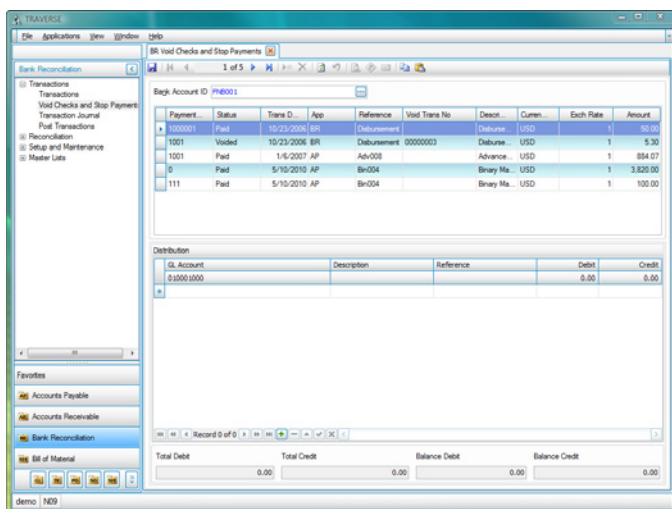 TRAVERSE
File Applications View Window Help
BR Void Checks and Stop Payments
Bank Reconciliation
Transactions
Transactions
Void Checks and Stop Payments
Transaction Journal
Post Transactions
Reconciliation
Setup and Maintenance
Master Lists
1 of 5
Bank Account ID FNB001
Payment... Status Trans D... App Reference Void Trans No Descri... Curren... Exch Rate Amount
1000001 Paid 10/23/2006 BR Disbursement Disburse... USD 1 50.00
1001 Voided 10/23/2006 BR Disbursement 00000003 Disburse... USD 1 5.30
1001 Paid 1/6/2007 AP Adv008 Advance... USD 1 884.07
0 Paid 5/10/2010 AP Bin004 Binary Ma... USD 1 3,820.00
111 Paid 5/10/2010 AP Bin004 Binary Ma... USD 1 100.00
Distribution
GL Account Description Reference Debit Credit
010001000 0.00 0.00
Record 0 of 0
Total Debit Total Credit Balance Debit Balance Credit
0.00 0.00 0.00 0.00
Favorites
Accounts Payable
Accounts Receivable
Bank Reconciliation
Bill of Material
demo N09